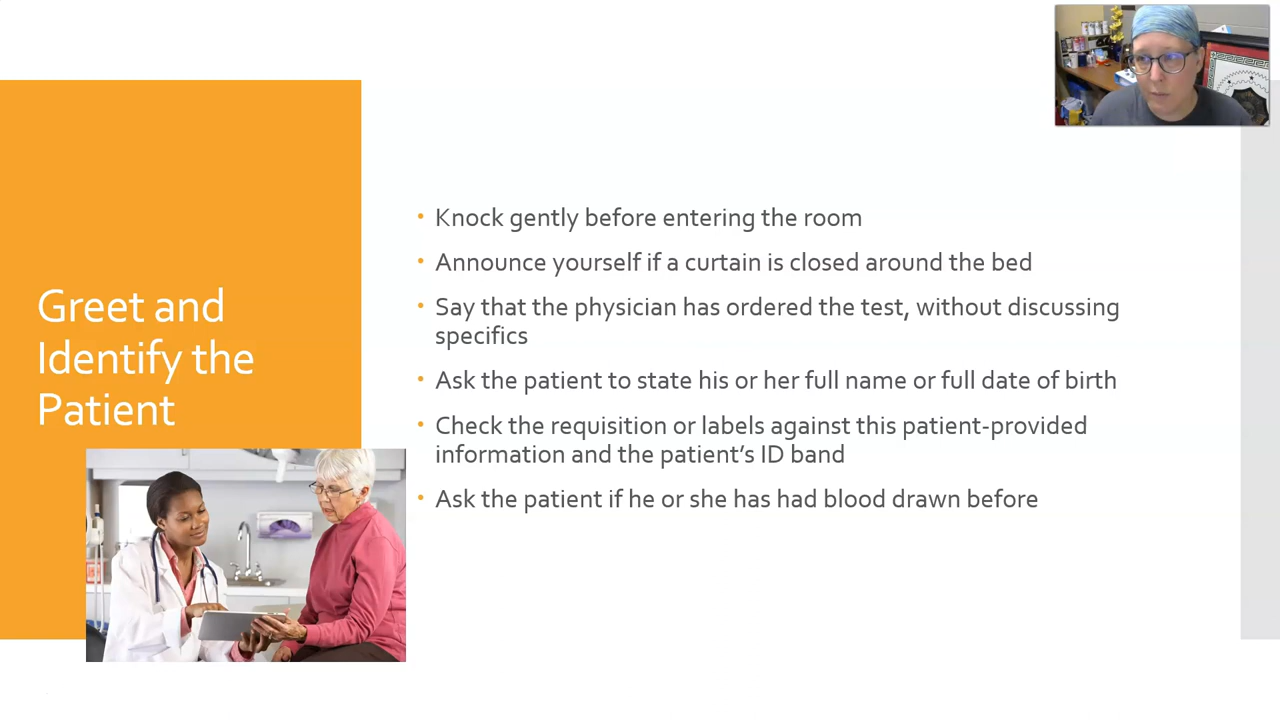 Greet and
Identify the
Patient
• Knock gently before entering the room
• Announce yourself if a curtain is closed around the bed
• Say that the physician has ordered the test, without discussing
specifics
• Ask the patient to state his or her full name or full date of birth
• Check the requisition or labels against this patient-provided
information and the patient’s ID band
• Ask the patient if he or she has had blood drawn before